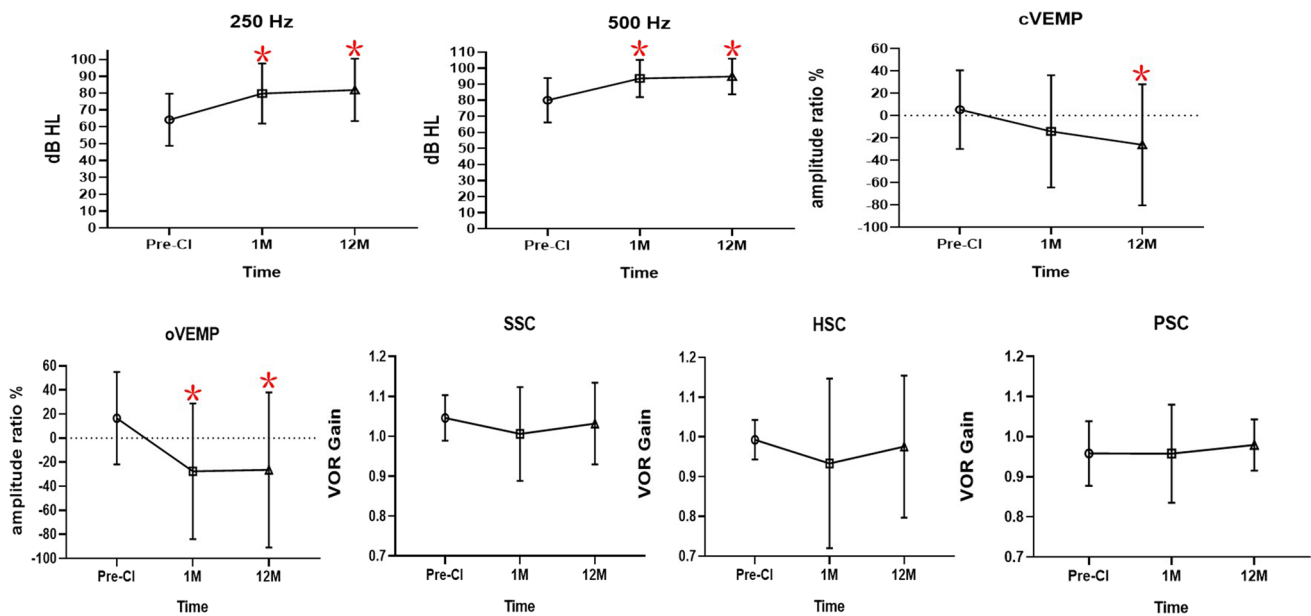 250 Hz
dB HL
100
90
80
70
60
50
40
30
20
10
0
Pre-CI
1M
12M
Time
500 Hz
dB HL
110
100
90
80
70
60
50
40
30
20
10
0
Pre-CI
1M
12M
Time
cVEMP
amplitude ratio %
60
40
20
0
-20
-40
-60
-80
-100
Pre-CI
1M
12M
Time
oVEMP
amplitude ratio %
60
40
20
0
-20
-40
-60
-80
-100
Pre-CI
1M
12M
Time
SSC
VOR Gain
1.2
1.1
1.0
0.9
0.8
0.7
Pre-CI
1M
12M
Time
HSC
VOR Gain
1.2
1.1
1.0
0.9
0.8
0.7
Pre-CI
1M
12M
Time
PSC
VOR Gain
1.2
1.1
1.0
0.9
0.8
0.7
Pre-CI
1M
12M
Time